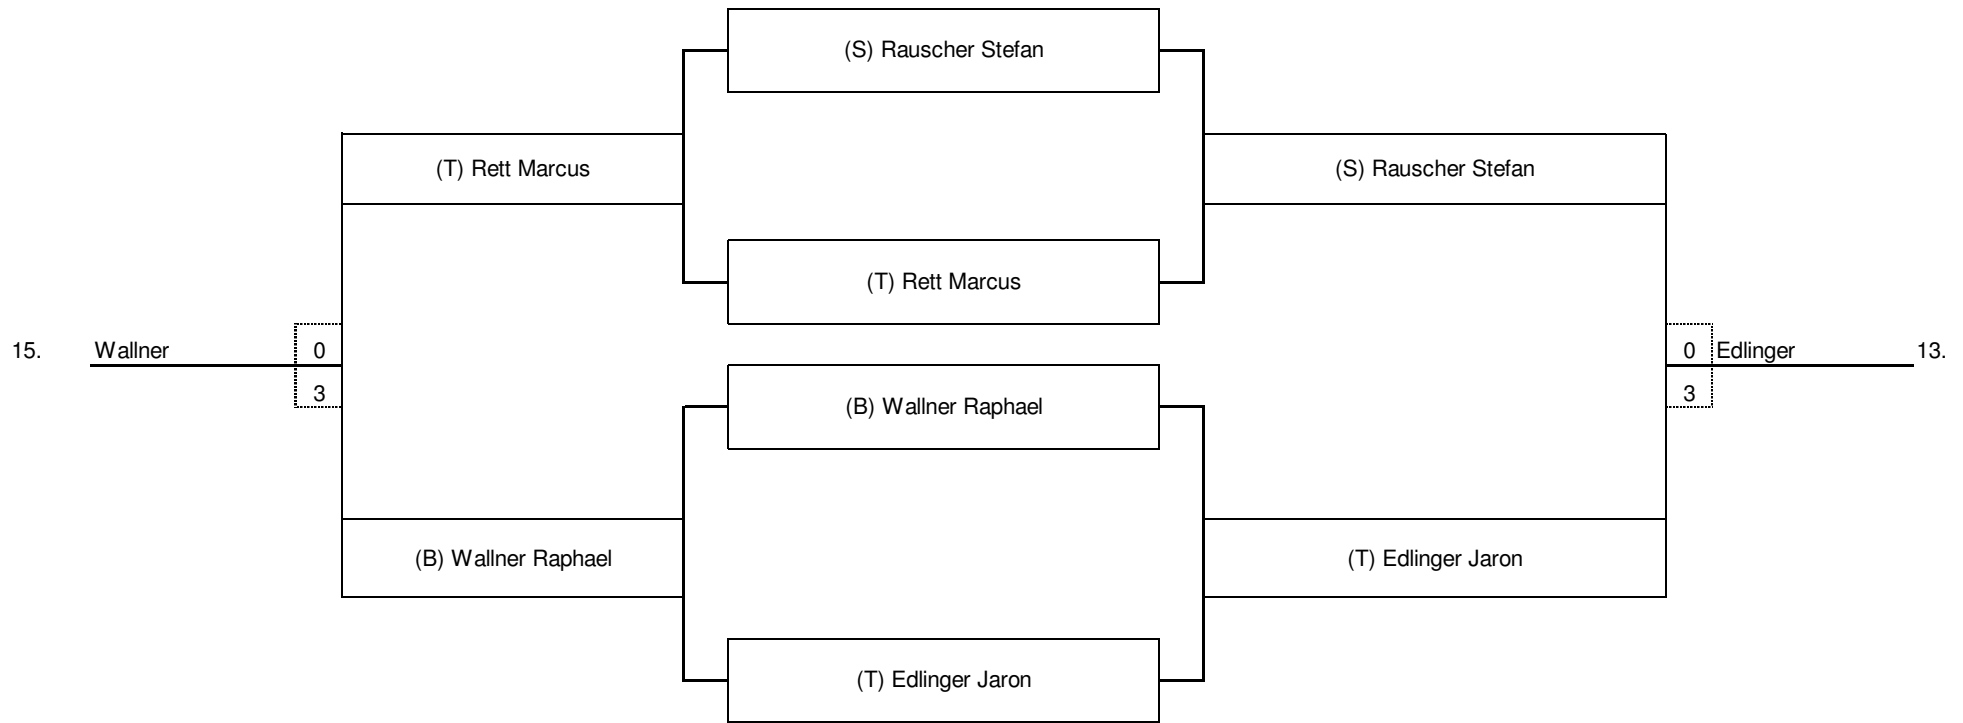 (S) Rauscher Stefan
(T) Rett Marcus
(S) Rauscher Stefan
(T) Rett Marcus
15. Wallner 0
0 Edlinger 13.
3
3
(B) Wallner Raphael
(B) Wallner Raphael
(T) Edlinger Jaron
(T) Edlinger Jaron